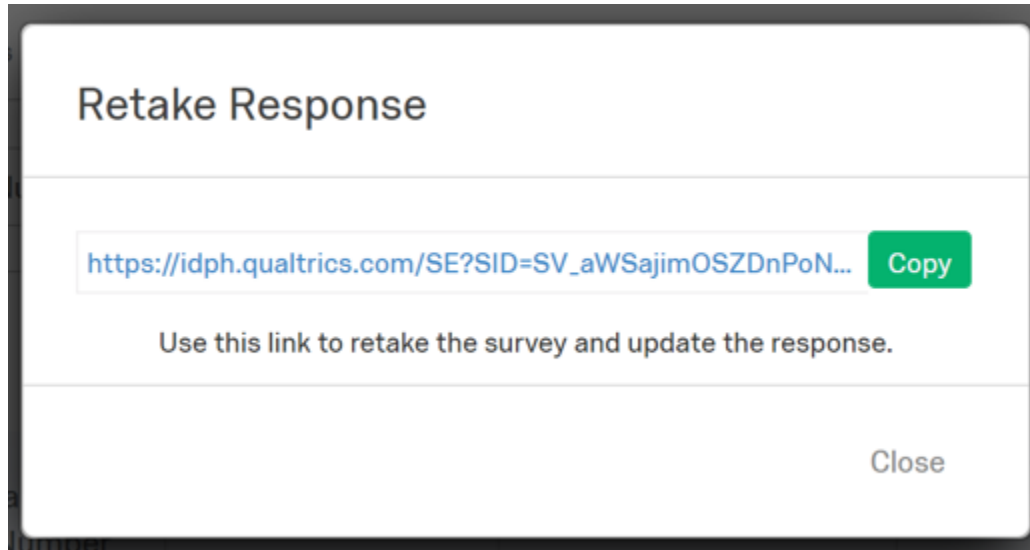 Retake Response
https://idph.qualtrics.com/SE?SID=SV_aWSajimOSZDnPoN...
Copy
Use this link to retake the survey and update the response.
Close